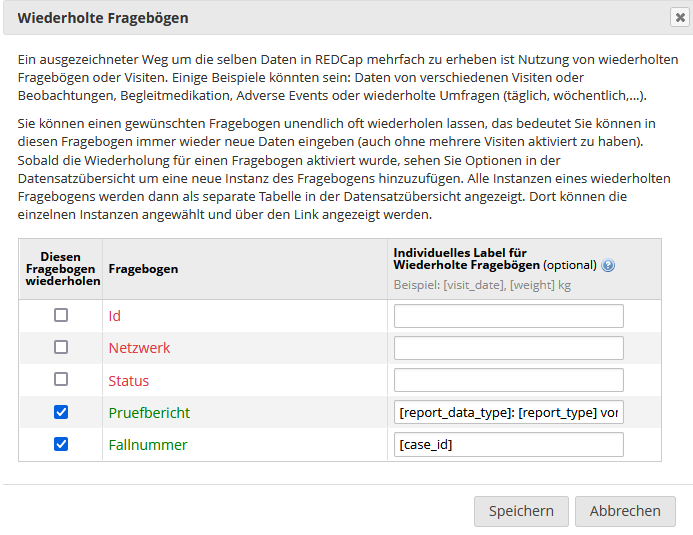 Wiederholte Fragebögen
Ein ausgezeichneter Weg um die selben Daten in REDCap mehrfach zu erheben ist Nutzung von wiederholten
Fragebögen oder Visiten. Einige Beispiele könnten sein: Daten von verschiedenen Visiten oder
Beobachtungen, Begleitmedikation, Adverse Events oder wiederholte Umfragen (täglich, wöchentlich,...).
Sie können einen gewünschten Fragebogen unendlich oft wiederholen lassen, das bedeutet Sie können in
diesen Fragebogen immer wieder neue Daten eingeben (auch ohne mehrere Visiten aktiviert zu haben).
Sobald die Wiederholung für einen Fragebogen aktiviert wurde, sehen Sie Optionen in der
Datensatzübersicht um eine neue Instanz des Fragebogens hinzuzufügen. Alle Instanzen eines wiederholten
Fragebogens werden dann als separate Tabelle in der Datensatzübersicht angezeigt. Dort können die
einzelnen Instanzen angewählt und über den Link angezeigt werden.
Diesen
Fragebogen
wiederholen
Fragebogen
Individuelles Label für
Wiederholte Fragebögen (optional) ?
Beispiel: [visit_date], [weight] kg
Id
Netzwerk
Status
Pruefbericht
[report_data_type]: [report_type] vor
Fallnummer
[case_id]
Speichern
Abbrechen